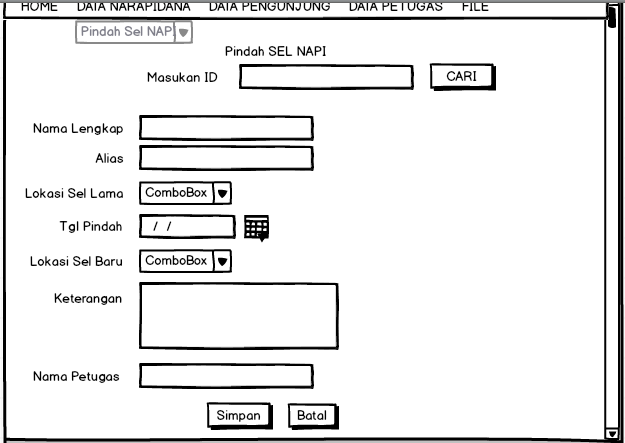 HOME DATA NARAPIDANA DATA PENGUNJUNG DATA PETUGAS FILE
Pindah Sel NAP
Pindah SEL NAPI
Masukan ID CARI
Nama Lengkap
Alias
Lokasi Sel Lama ComboBox
Tgl Pindah / /
Lokasi Sel Baru ComboBox
Keterangan
Nama Petugas
Simpan Batal